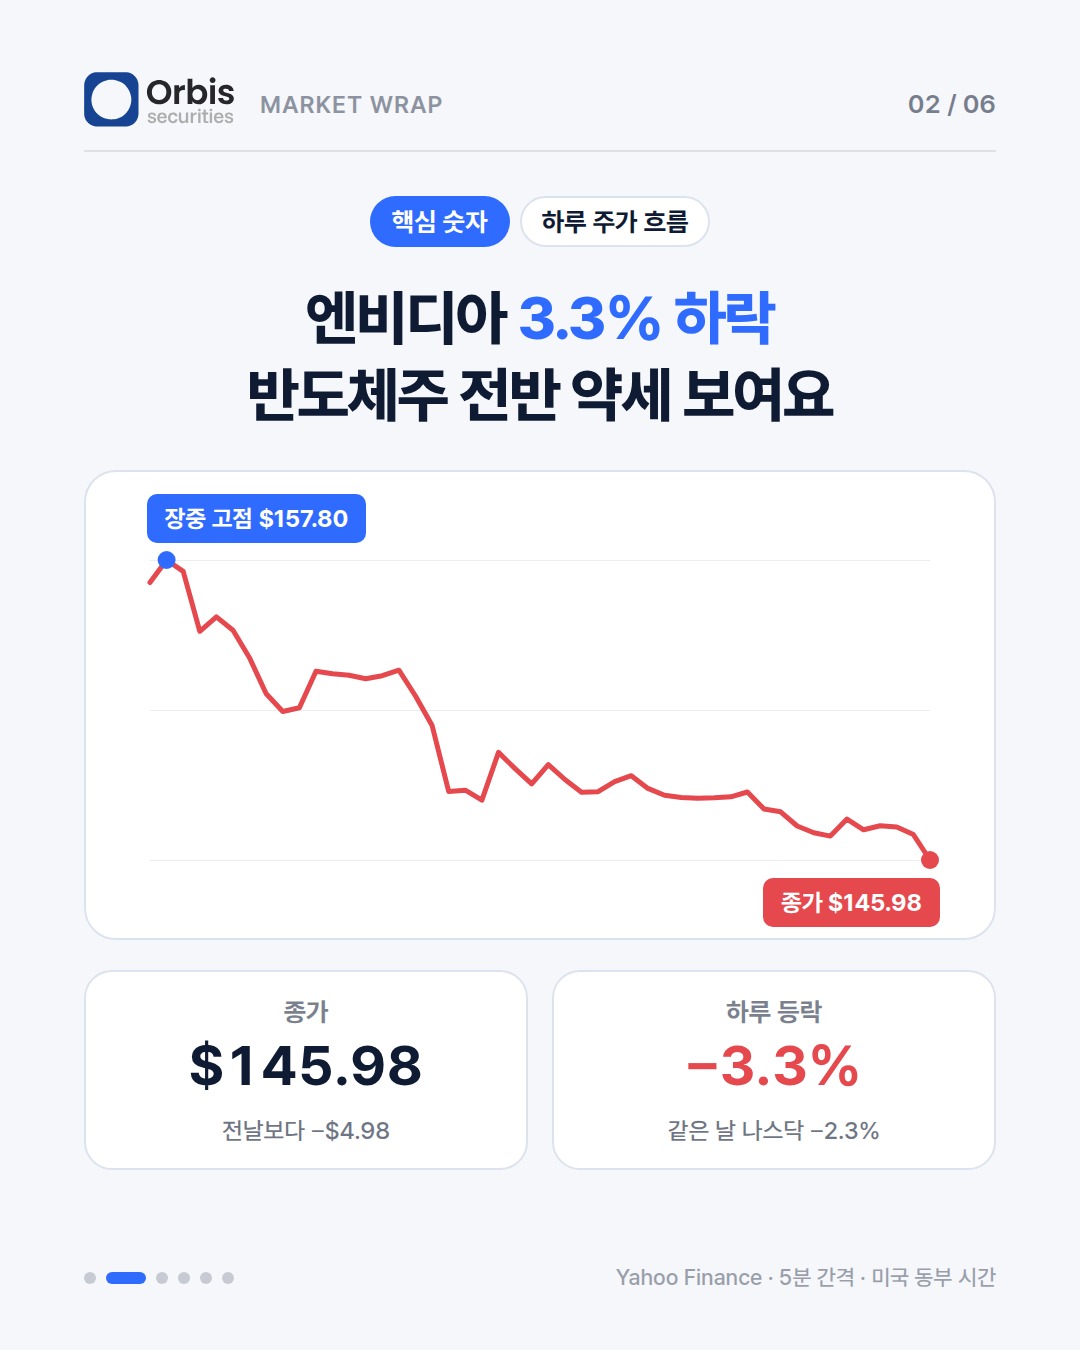 Orbis
securities
MARKET WRAP
02 / 06
핵심 숫자
하루 주가 흐름
엔비디아 3.3% 하락
반도체주 전반 약세 보여요
장중 고점 $157.80
종가 $145.98
종가
$145.98
전날보다 −$4.98
하루 등락
−3.3%
같은 날 나스닥 −2.3%
Yahoo Finance · 5분 간격 · 미국 동부 시간